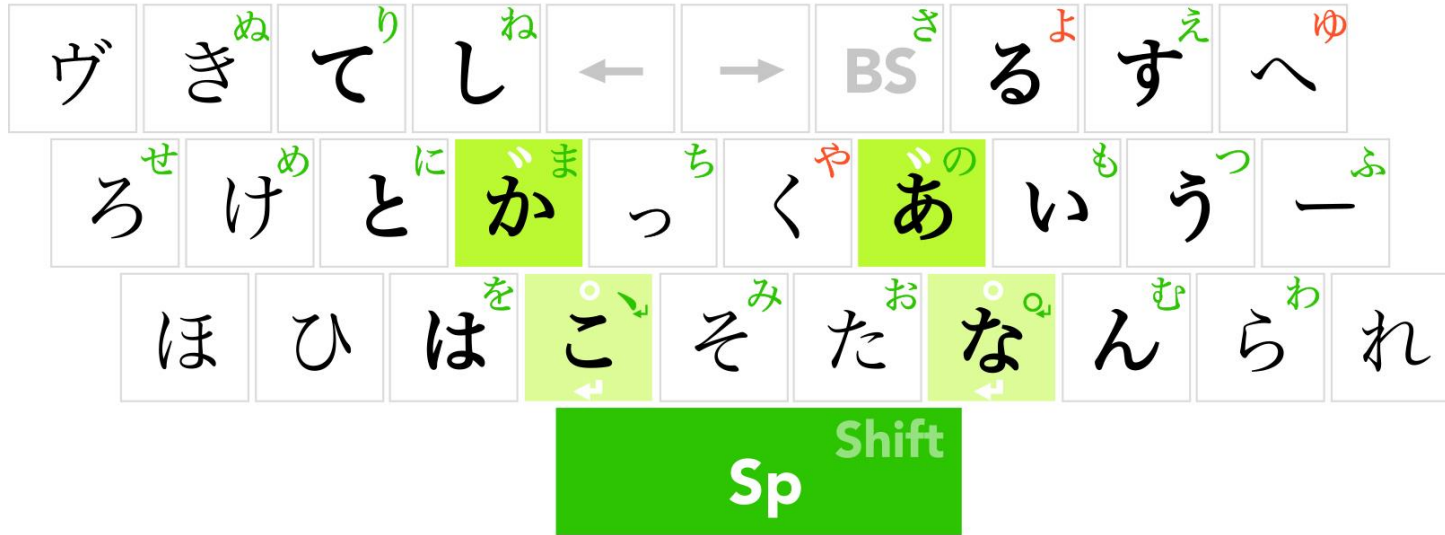 ヴ き ぬ て り し ね ← → BS さ る よ す え へ ゆ
ろ せ け め と に か ゛ ま っ ち く や あ ゛ の い も う つ ー ふ
ほ ひ は を こ ゜ 、↵ ↵ そ み た お な ゜ 。↵ ↵ ん む ら わ れ
Sp Shift